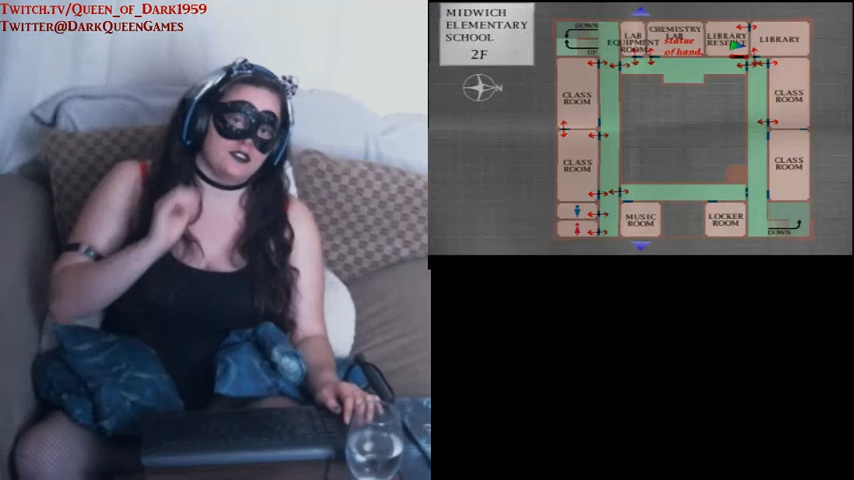 Twitch.tv/Queen_of_Dark1959
Twitter@DarkQueenGames
MIDWICH
ELEMENTARY
SCHOOL
2F
N
DOWN
UP
LAB
EQUIPMENT
ROOM
CHEMISTRY
LAB
statue
of hand.
LIBRARY
RESERVE
LIBRARY
CLASS
ROOM
CLASS
ROOM
CLASS
ROOM
CLASS
ROOM
MUSIC
ROOM
LOCKER
ROOM
DOWN